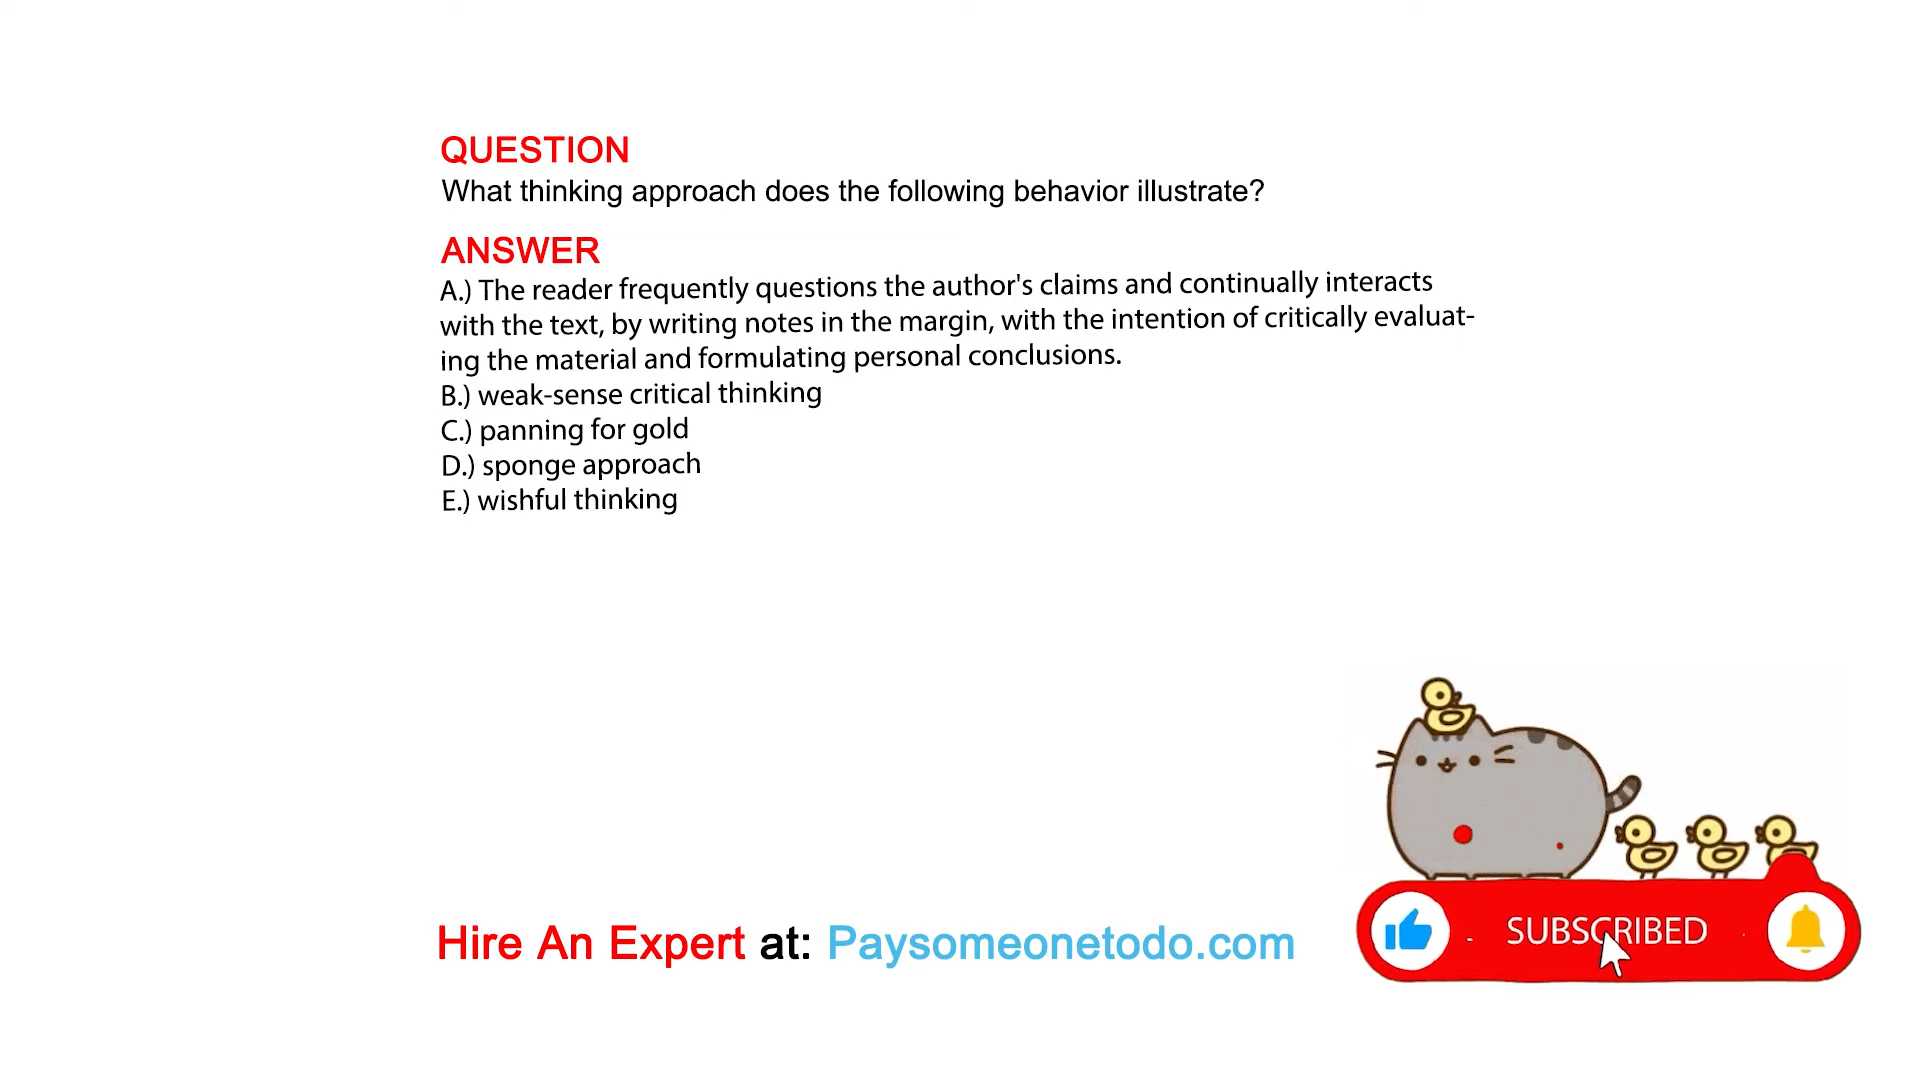 QUESTION
What thinking approach does the following behavior illustrate?
ANSWER
A.) The reader frequently questions the author's claims and continually interacts
with the text, by writing notes in the margin, with the intention of critically evaluat-
ing the material and formulating personal conclusions.
B.) weak-sense critical thinking
C.) panning for gold
D.) sponge approach
E.) wishful thinking
Hire An Expert at: Paysomeonetodo.com
SUBSCRIBED